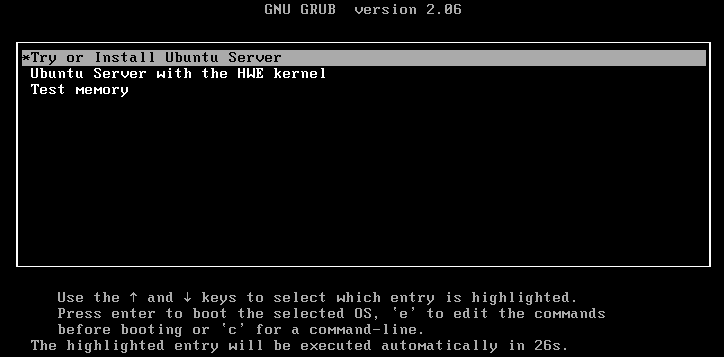 GNU GRUB version 2.06
*Try or Install Ubuntu Server
Ubuntu Server with the HWE kernel
Test memory
Use the ↑ and ↓ keys to select which entry is highlighted.
Press enter to boot the selected OS, `e' to edit the commands
before booting or `c' for a command-line.
The highlighted entry will be executed automatically in 26s.